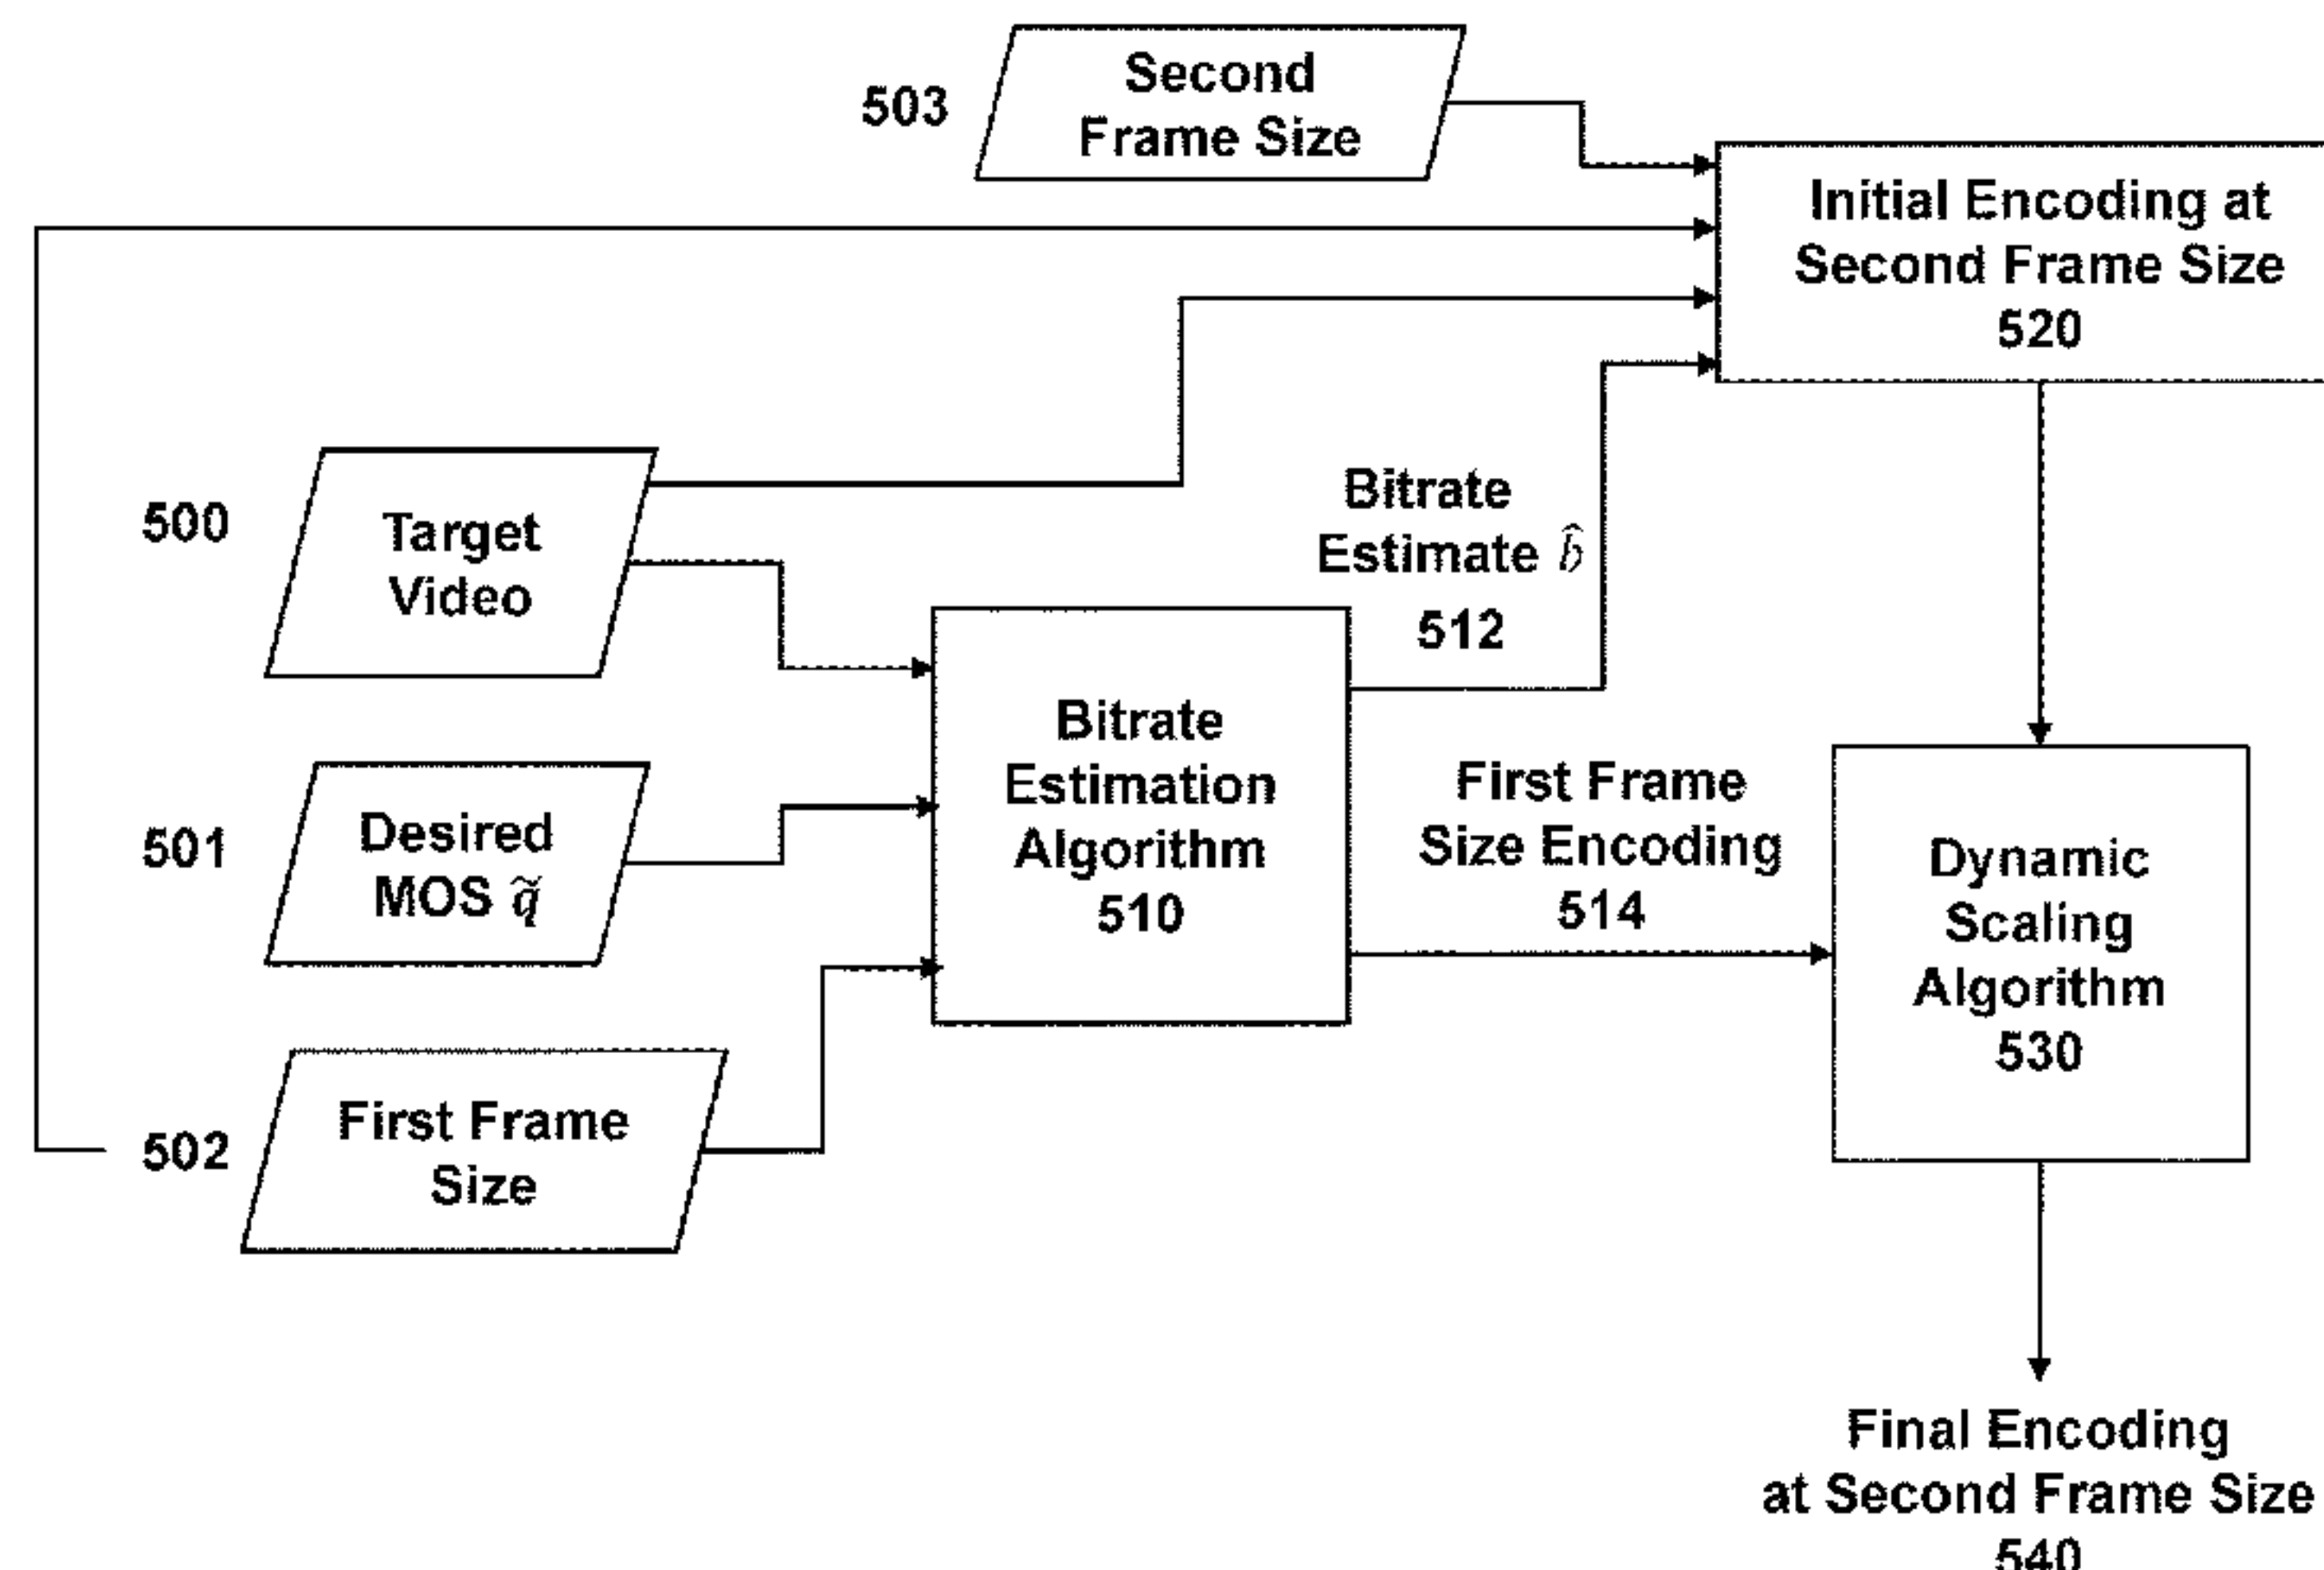 503
Second
Frame Size
Initial Encoding at
Second Frame Size
520
500
Target
Video
Bitrate
Estimate b̂
512
501
Desired
MOS q̃
Bitrate
Estimation
Algorithm
510
First Frame
Size Encoding
514
Dynamic
Scaling
Algorithm
530
502
First Frame
Size
Final Encoding
at Second Frame Size
540